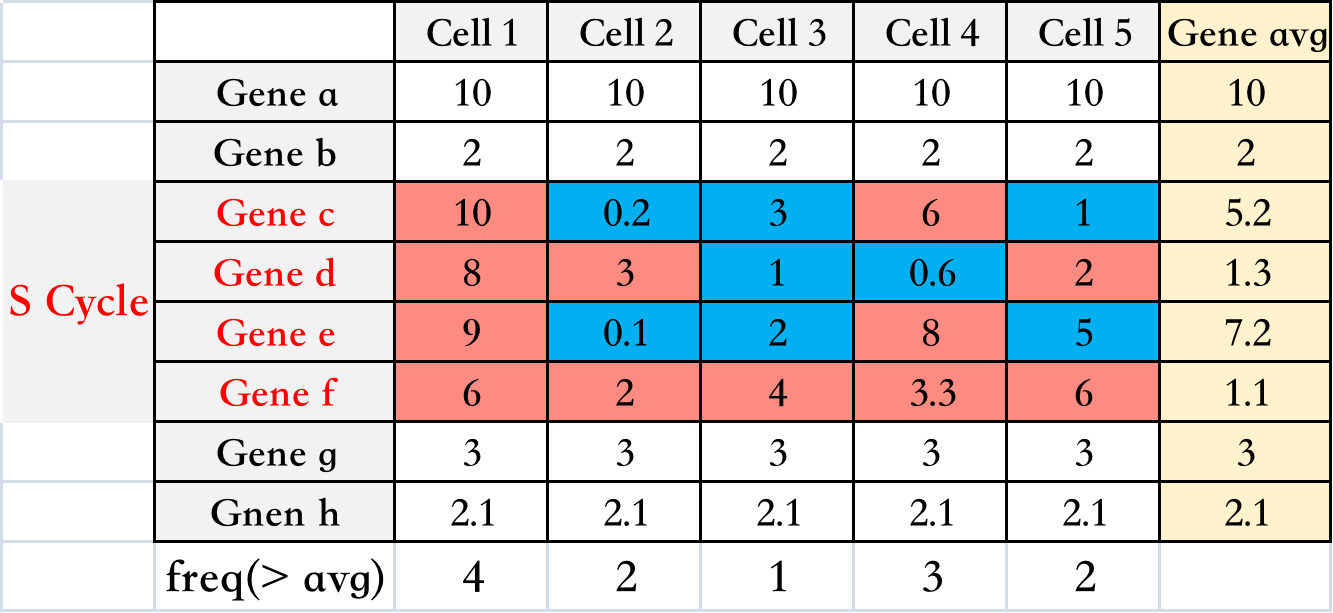 Cell 1 Cell 2 Cell 3 Cell 4 Cell 5 Gene avg
Gene a 10 10 10 10 10 10
Gene b 2 2 2 2 2 2
Gene c 10 0.2 3 6 1 5.2
Gene d 8 3 1 0.6 2 1.3
S Cycle
Gene e 9 0.1 2 8 5 7.2
Gene f 6 2 4 3.3 6 1.1
Gene g 3 3 3 3 3 3
Gnen h 2.1 2.1 2.1 2.1 2.1 2.1
freq(> avg) 4 2 1 3 2